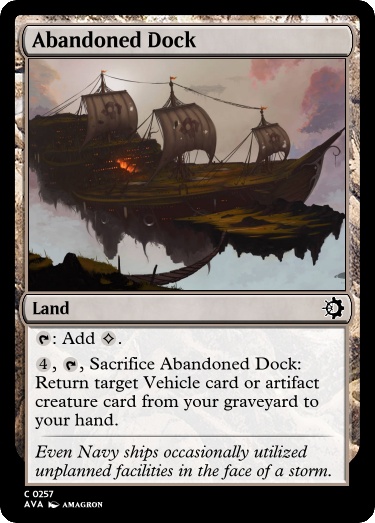 Abandoned Dock
Land
: Add .
4, , Sacrifice Abandoned Dock:
Return target Vehicle card or artifact
creature card from your graveyard to
your hand.
Even Navy ships occasionally utilized
unplanned facilities in the face of a storm.
C 0257
AVA AMAGRON